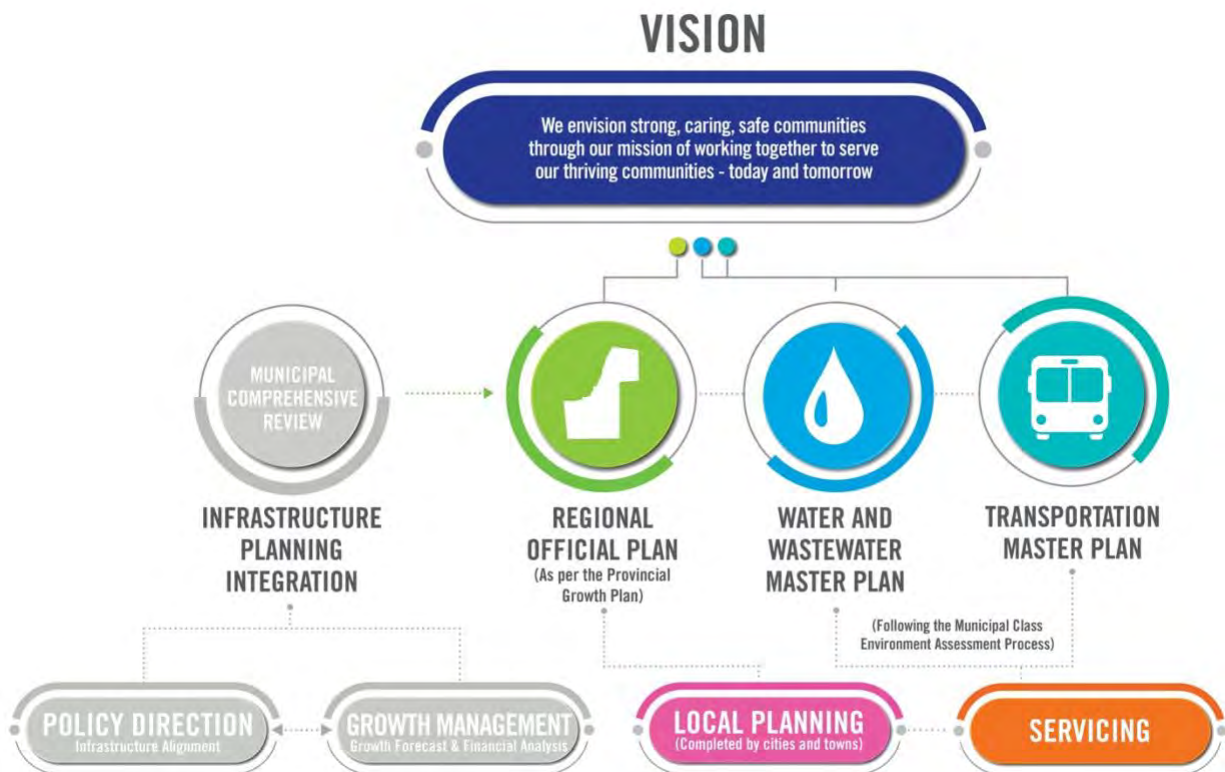 VISION
We envision strong, caring, safe communities
through our mission of working together to serve
our thriving communities - today and tomorrow
MUNICIPAL
COMPREHENSIVE
REVIEW
INFRASTRUCTURE
PLANNING
INTEGRATION
REGIONAL
OFFICIAL PLAN
(As per the Provincial
Growth Plan)
WATER AND
WASTEWATER
MASTER PLAN
TRANSPORTATION
MASTER PLAN
(Following the Municipal Class
Environment Assessment Process)
POLICY DIRECTION
Infrastructure Alignment
GROWTH MANAGEMENT
Growth Forecast & Financial Analysis
LOCAL PLANNING
(Completed by cities and towns)
SERVICING